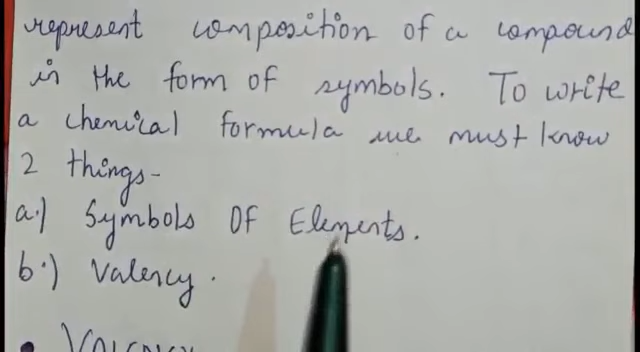 represent composition of a compound
in the form of symbols. To write
a chemical formula we must know
2 things-
a.) Symbols Of Elements.
b.) Valency.
• Valency